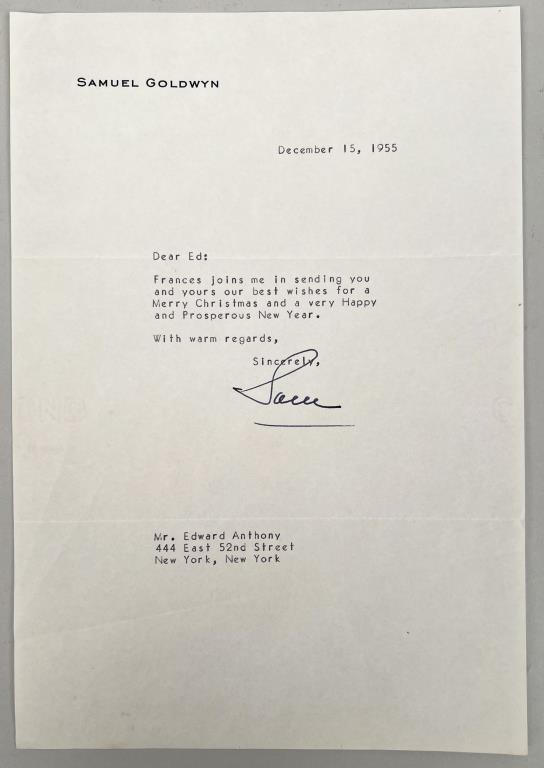 SAMUEL GOLDWYN
December 15, 1955
Dear Ed:
Frances joins me in sending you
and yours our best wishes for a
Merry Christmas and a very Happy
and Prosperous New Year.
With warm regards,
Sincerely,
Sam
Mr. Edward Anthony
444 East 52nd Street
New York, New York